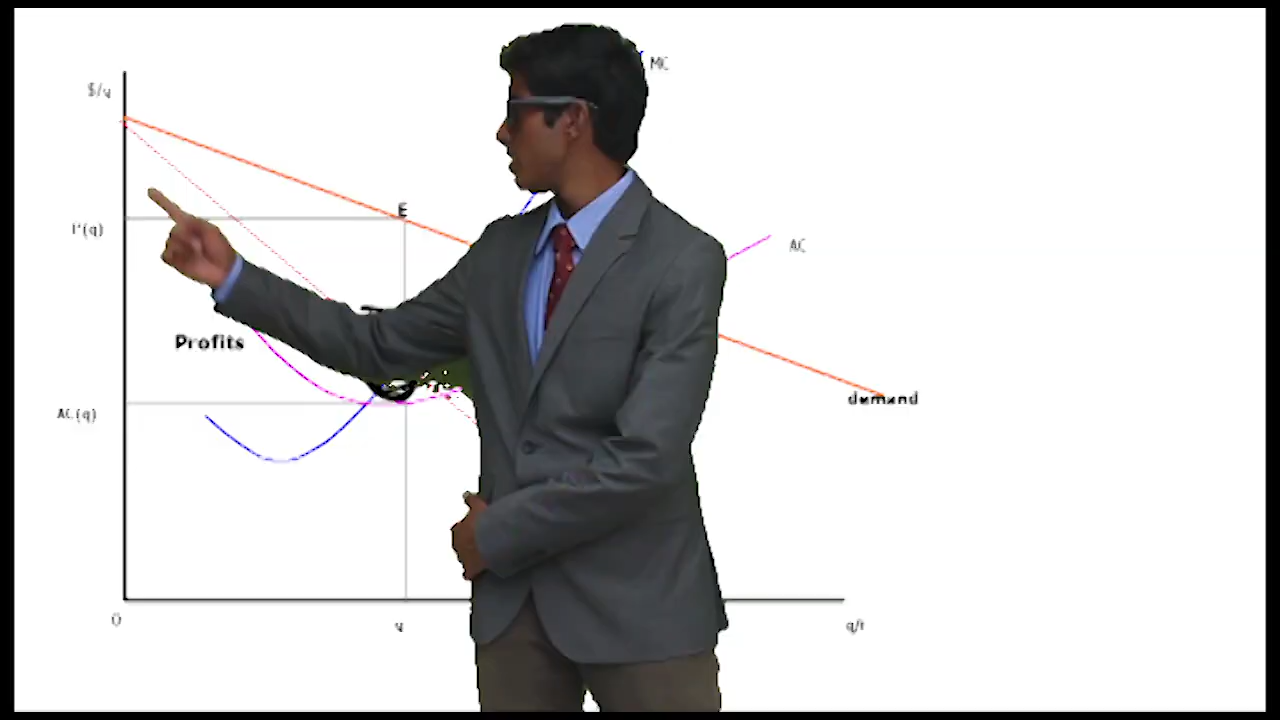 MC
$/q
E
P(q)
AC
Profits
AC(q)
demand
0
q
q/t